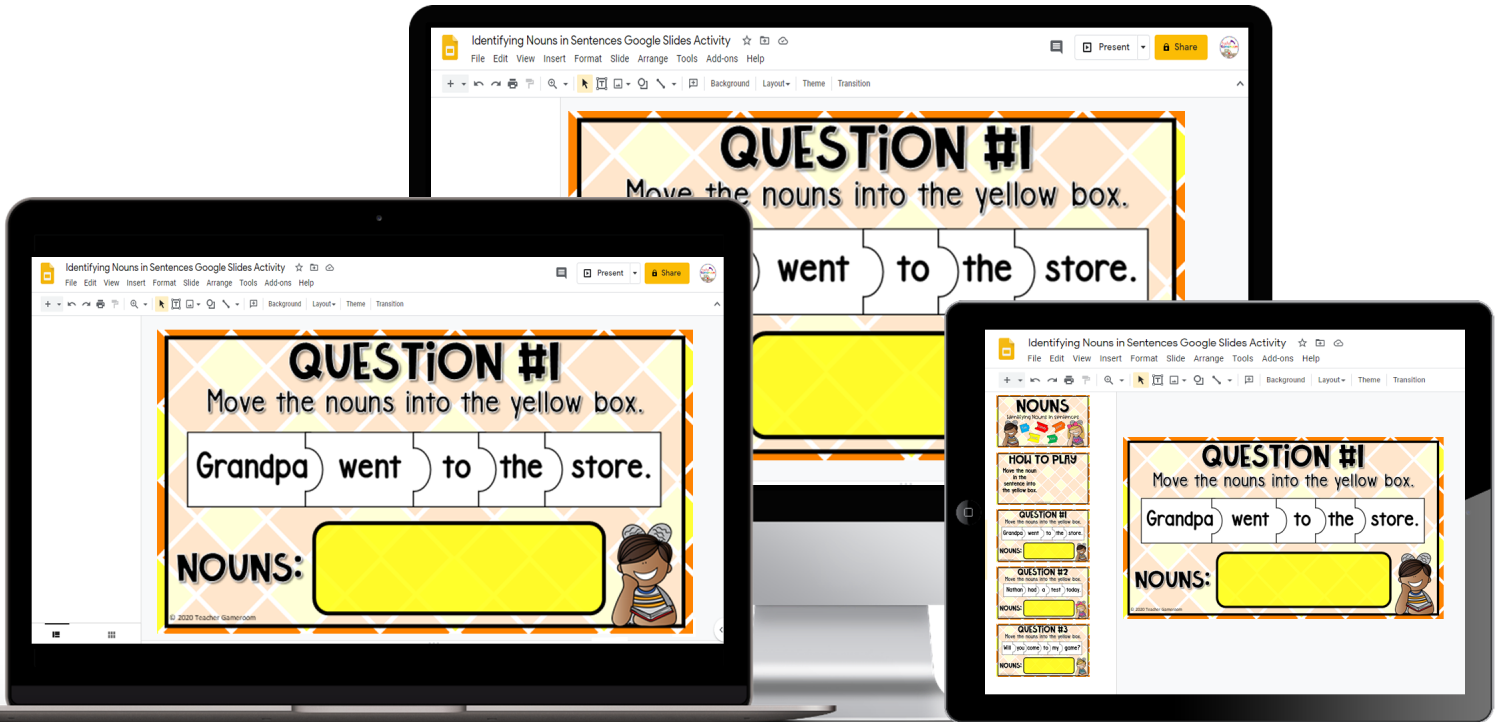 Identifying Nouns in Sentences Google Slides Activity
File Edit View Insert Format Slide Arrange Tools Add-ons Help
Present
Share
Background Layout Theme Transition
QUESTION #1
Move the nouns into the yellow box.
went to the store.
Identifying Nouns in Sentences Google Slides Activity
File Edit View Insert Format Slide Arrange Tools Add-ons Help
Present
Share
Background Layout Theme Transition
QUESTION #1
Move the nouns into the yellow box.
Grandpa went to the store.
NOUNS:
© 2020 Teacher Gameroom
Identifying Nouns in Sentences Google Slides Activity
File Edit View Insert Format Slide Arrange Tools Add-ons Help
Background Layout Theme Transition
NOUNS
Identifying Nouns in sentences
HOW TO PLAY
Move the noun
in the
sentence into
the yellow box.
QUESTION #1
Move the nouns into the yellow box.
Grandpa went to the store.
NOUNS:
QUESTION #2
Move the nouns into the yellow box.
Nathan had a test today.
NOUNS:
QUESTION #3
Move the nouns into the yellow box.
Will you come to my game?
NOUNS:
QUESTION #1
Move the nouns into the yellow box.
Grandpa went to the store.
NOUNS:
© 2020 Teacher Gameroom